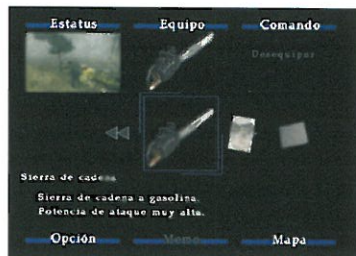 Estatus Equipo Comando
Desequipar
Sierra de cadena
Sierra de cadena a gasolina.
Potencia de ataque muy alta.
Opción Memo Mapa